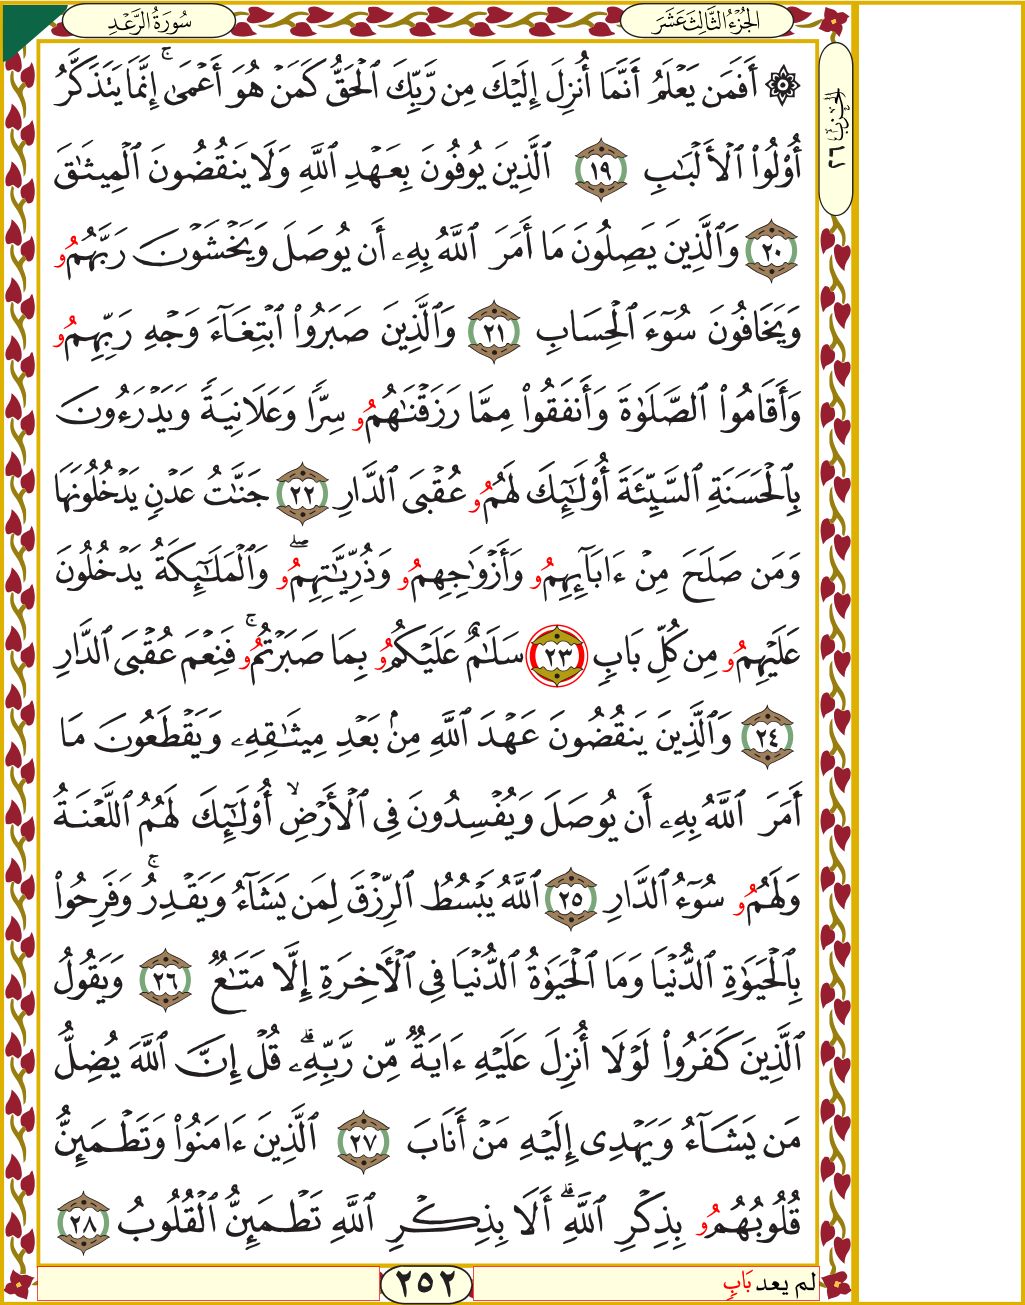 سُورَةُ الرَّعْدِ
الجُزْءُ الثَّالِثَ عَشَرَ
الحزب ٢٦
۞ أَفَمَن يَعْلَمُ أَنَّمَا أُنزِلَ إِلَيْكَ مِن رَّبِّكَ ٱلْحَقُّ كَمَنْ هُوَ أَعْمَىٰٓ ۚ إِنَّمَا يَتَذَكَّرُ
أُو۟لُوا۟ ٱلْأَلْبَٰبِ ١٩ ٱلَّذِينَ يُوفُونَ بِعَهْدِ ٱللَّهِ وَلَا يَنقُضُونَ ٱلْمِيثَٰقَ
٢٠ وَٱلَّذِينَ يَصِلُونَ مَا أَمَرَ ٱللَّهُ بِهِۦ أَن يُوصَلَ وَيَخْشَوْنَ رَبَّهُمُو
وَيَخَافُونَ سُوٓءَ ٱلْحِسَابِ ٢١ وَٱلَّذِينَ صَبَرُوا۟ ٱبْتِغَآءَ وَجْهِ رَبِّهِمُو
وَأَقَامُوا۟ ٱلصَّلَوٰةَ وَأَنفَقُوا۟ مِمَّا رَزَقْنَٰهُمُو سِرًّا وَعَلَانِيَةً وَيَدْرَءُونَ
بِٱلْحَسَنَةِ ٱلسَّيِّئَةَ أُو۟لَٰٓئِكَ لَهُمُو عُقْبَى ٱلدَّارِ ٢٢ جَنَّٰتُ عَدْنٍ يَدْخُلُونَهَا
وَمَن صَلَحَ مِنْ ءَابَآئِهِمُو وَأَزْوَٰجِهِمُو وَذُرِّيَّٰتِهِمُو ۖ وَٱلْمَلَٰٓئِكَةُ يَدْخُلُونَ
عَلَيْهِمُو مِن كُلِّ بَابٍ ٢٣ سَلَٰمٌ عَلَيْكُمُو بِمَا صَبَرْتُمُو ۚ فَنِعْمَ عُقْبَى ٱلدَّارِ
٢٤ وَٱلَّذِينَ يَنقُضُونَ عَهْدَ ٱللَّهِ مِنۢ بَعْدِ مِيثَٰقِهِۦ وَيَقْطَعُونَ مَا
أَمَرَ ٱللَّهُ بِهِۦ أَن يُوصَلَ وَيُفْسِدُونَ فِى ٱلْأَرْضِ ۙ أُو۟لَٰٓئِكَ لَهُمُ ٱللَّعْنَةُ
وَلَهُمُو سُوٓءُ ٱلدَّارِ ٢٥ ٱللَّهُ يَبْسُطُ ٱلرِّزْقَ لِمَن يَشَآءُ وَيَقْدِرُ ۚ وَفَرِحُوا۟
بِٱلْحَيَوٰةِ ٱلدُّنْيَا وَمَا ٱلْحَيَوٰةُ ٱلدُّنْيَا فِى ٱلْأَخِرَةِ إِلَّا مَتَٰعٌ ٢٦ وَيَقُولُ
ٱلَّذِينَ كَفَرُوا۟ لَوْلَا أُنزِلَ عَلَيْهِ ءَايَةٌ مِّن رَّبِّهِۦ ۗ قُلْ إِنَّ ٱللَّهَ يُضِلُّ
مَن يَشَآءُ وَيَهْدِى إِلَيْهِ مَنْ أَنَابَ ٢٧ ٱلَّذِينَ ءَامَنُوا۟ وَتَطْمَئِنُّ
قُلُوبُهُمُو بِذِكْرِ ٱللَّهِ ۗ أَلَا بِذِكْرِ ٱللَّهِ تَطْمَئِنُّ ٱلْقُلُوبُ ٢٨
لم يعد بَابٍ
٢٥٢